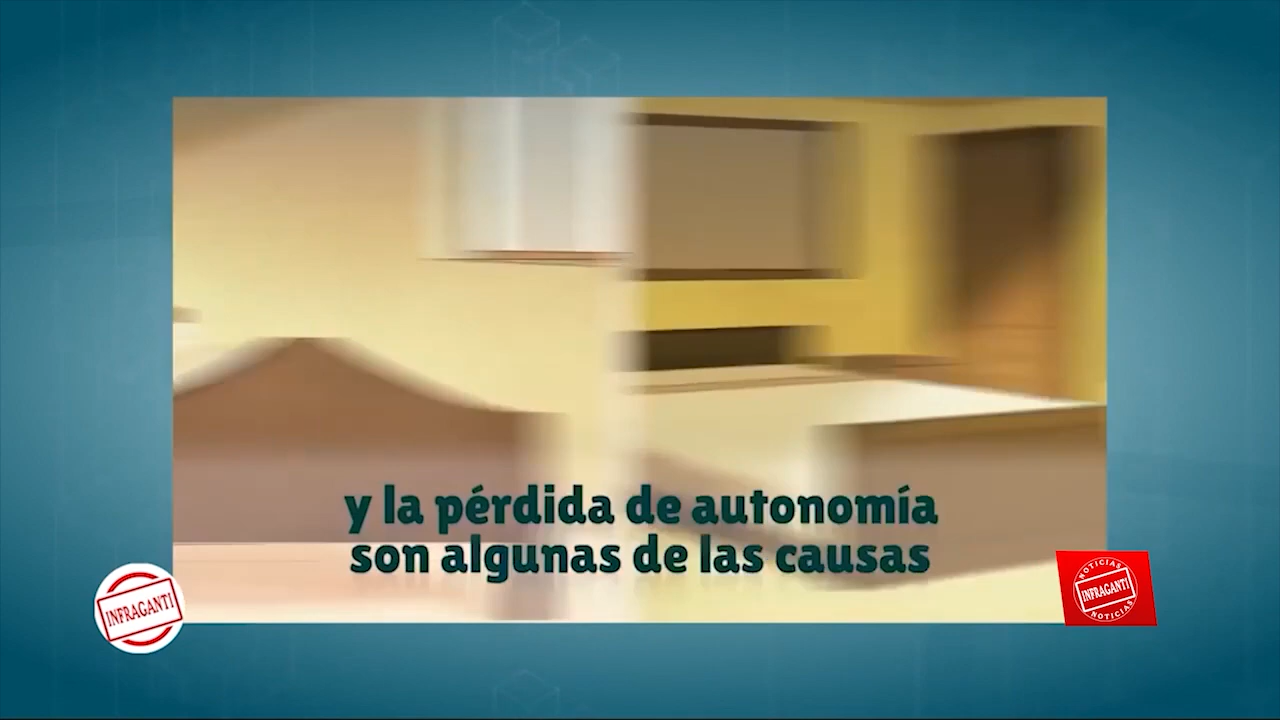 y la pérdida de autonomía
son algunas de las causas
INFRAGANTI
NOTICIAS
INFRAGANTI
NOTICIAS